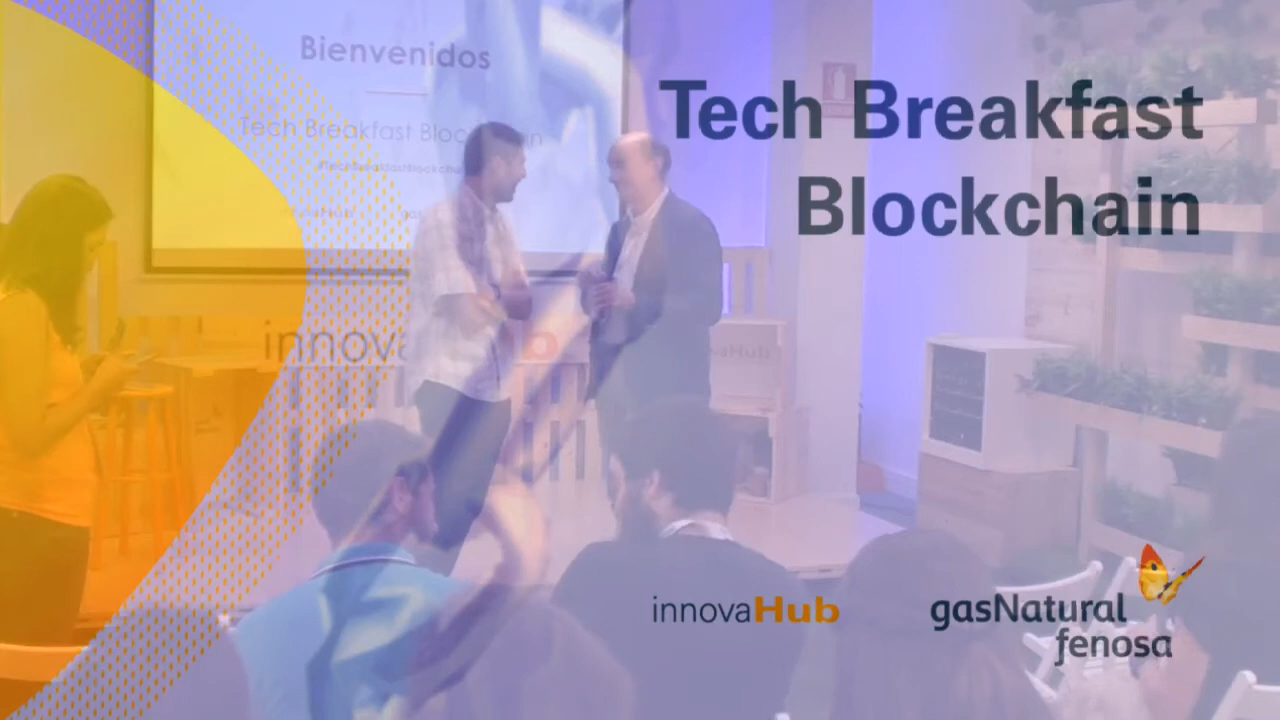 Bienvenidos
Tech Breakfast
Blockchain
Tech Breakfast Blockchain
innovaHub
gasNatural
fenosa